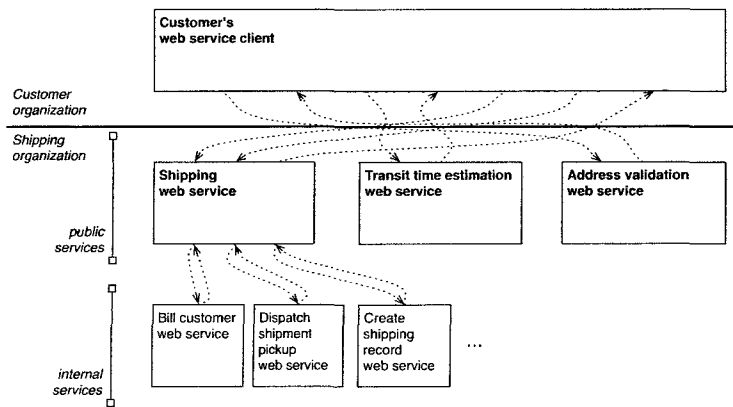 Customer's
web service client
Customer
organization
Shipping
organization
Shipping
web service
Transit time estimation
web service
Address validation
web service
public
services
Bill customer
web service
Dispatch
shipment
pickup
web service
Create
shipping
record
web service
...
internal
services